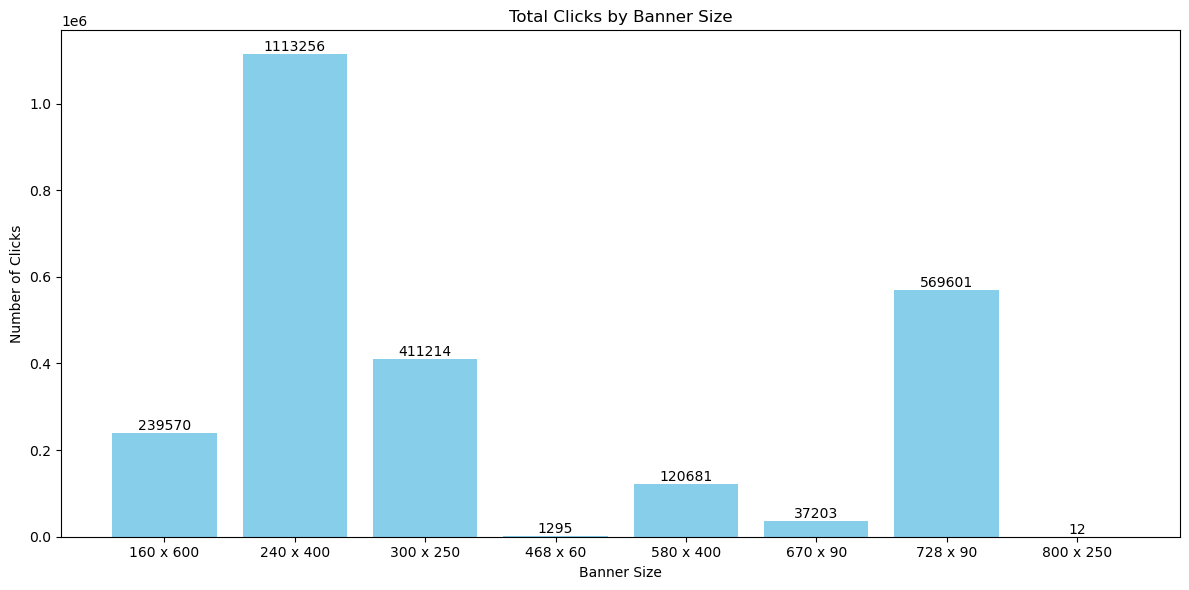 Total Clicks by Banner Size
1e6
1113256
1.0
0.8
Number of Clicks
0.6
569601
0.4
411214
239570
0.2
120681
37203
1295
12
0.0
160 x 600 240 x 400 300 x 250 468 x 60 580 x 400 670 x 90 728 x 90 800 x 250
Banner Size